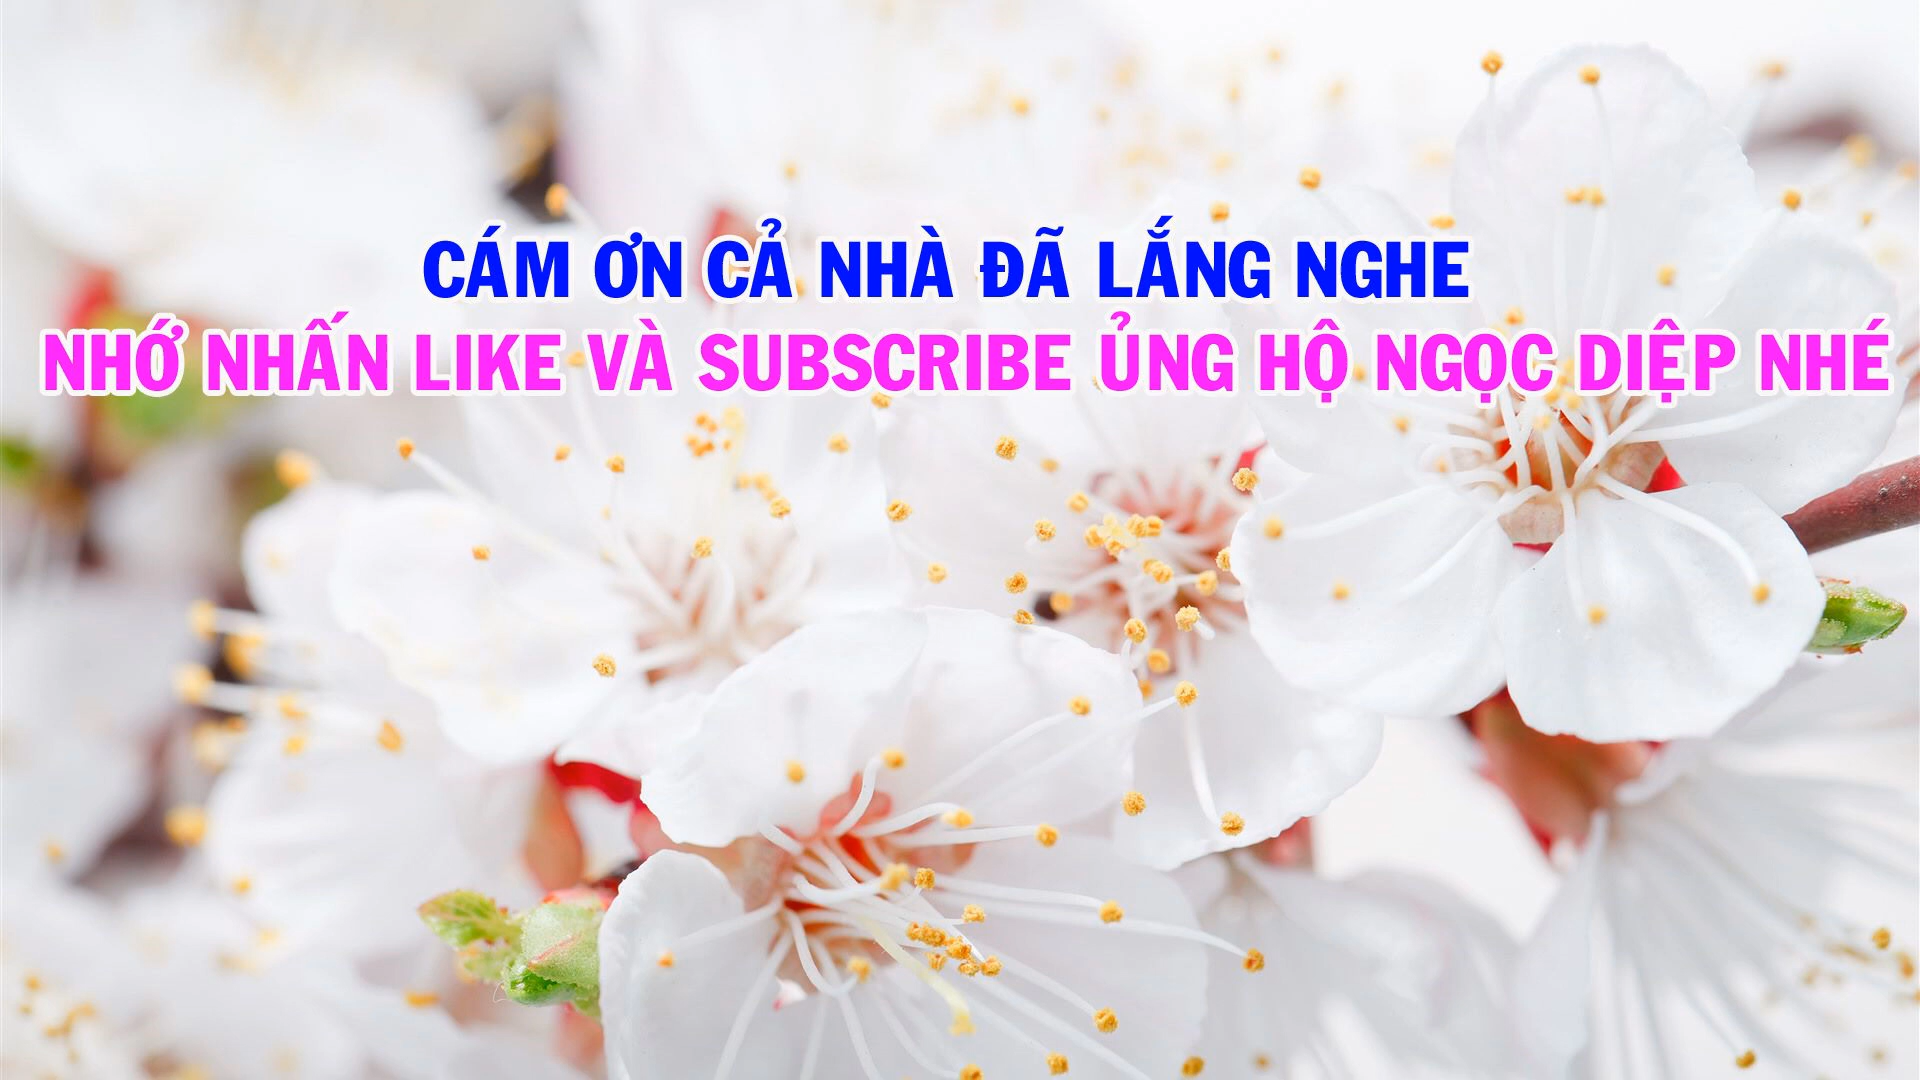 CÁM ƠN CẢ NHÀ ĐÃ LẮNG NGHE
NHỚ NHẤN LIKE VÀ SUBSCRIBE ỦNG HỘ NGỌC DIỆP NHÉ